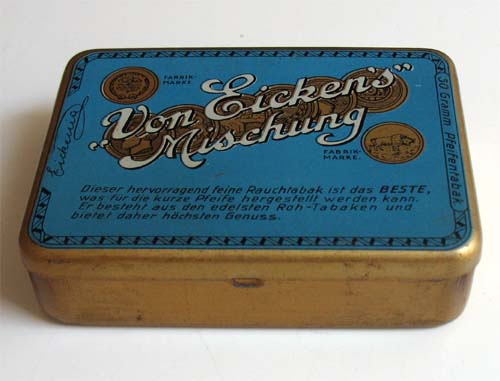 FABRIK-
MARKE.
„Von Eicken's”
Mischung
FABRIK-
MARKE.
Dieser hervorragend feine Rauchtabak ist das BESTE,
was für die kurze Pfeife hergestellt werden kann.
Er besteht aus den edelsten Roh-Tabaken und
bietet daher höchsten Genuss.
50 Gramm Pfeifentabak